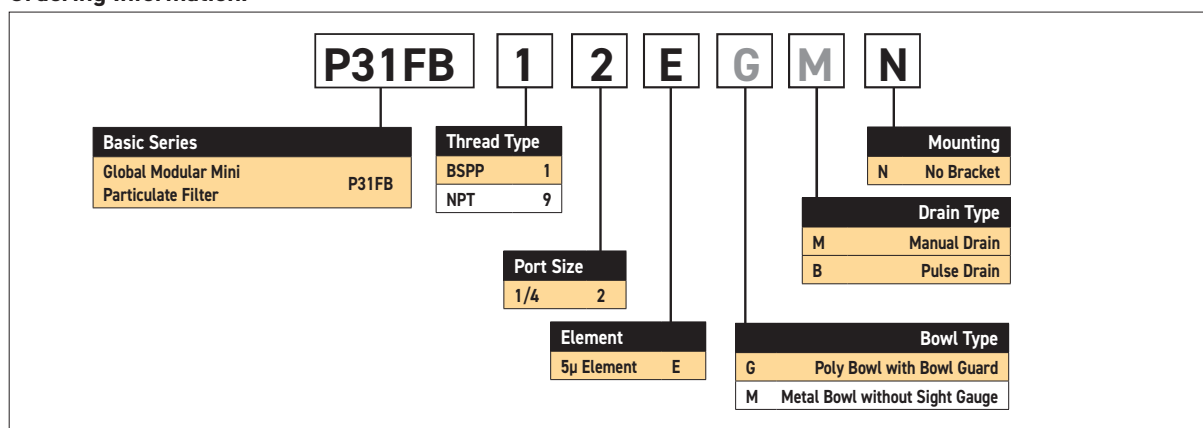 P31FB 1 2 E G M N
Basic Series
Global Modular Mini
Particulate Filter P31FB
Thread Type
BSPP 1
NPT 9
Mounting
N No Bracket
Drain Type
M Manual Drain
B Pulse Drain
Port Size
1/4 2
Element
5µ Element E
Bowl Type
G Poly Bowl with Bowl Guard
M Metal Bowl without Sight Gauge